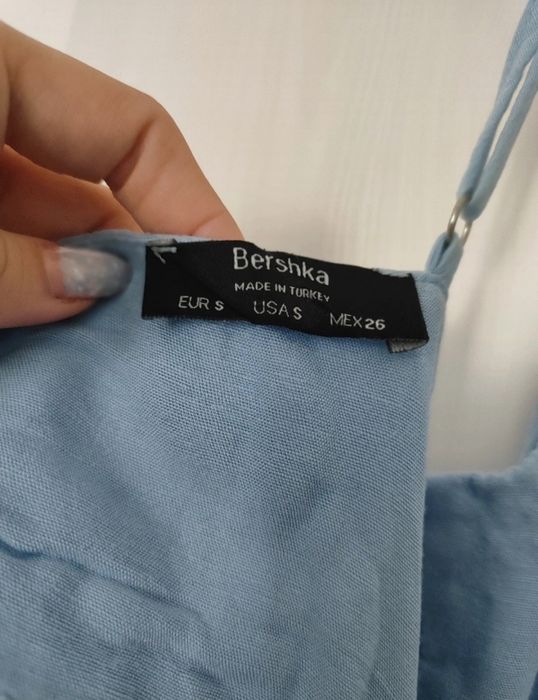 Bershka
MADE IN TURKEY
EUR S USA S MEX 26